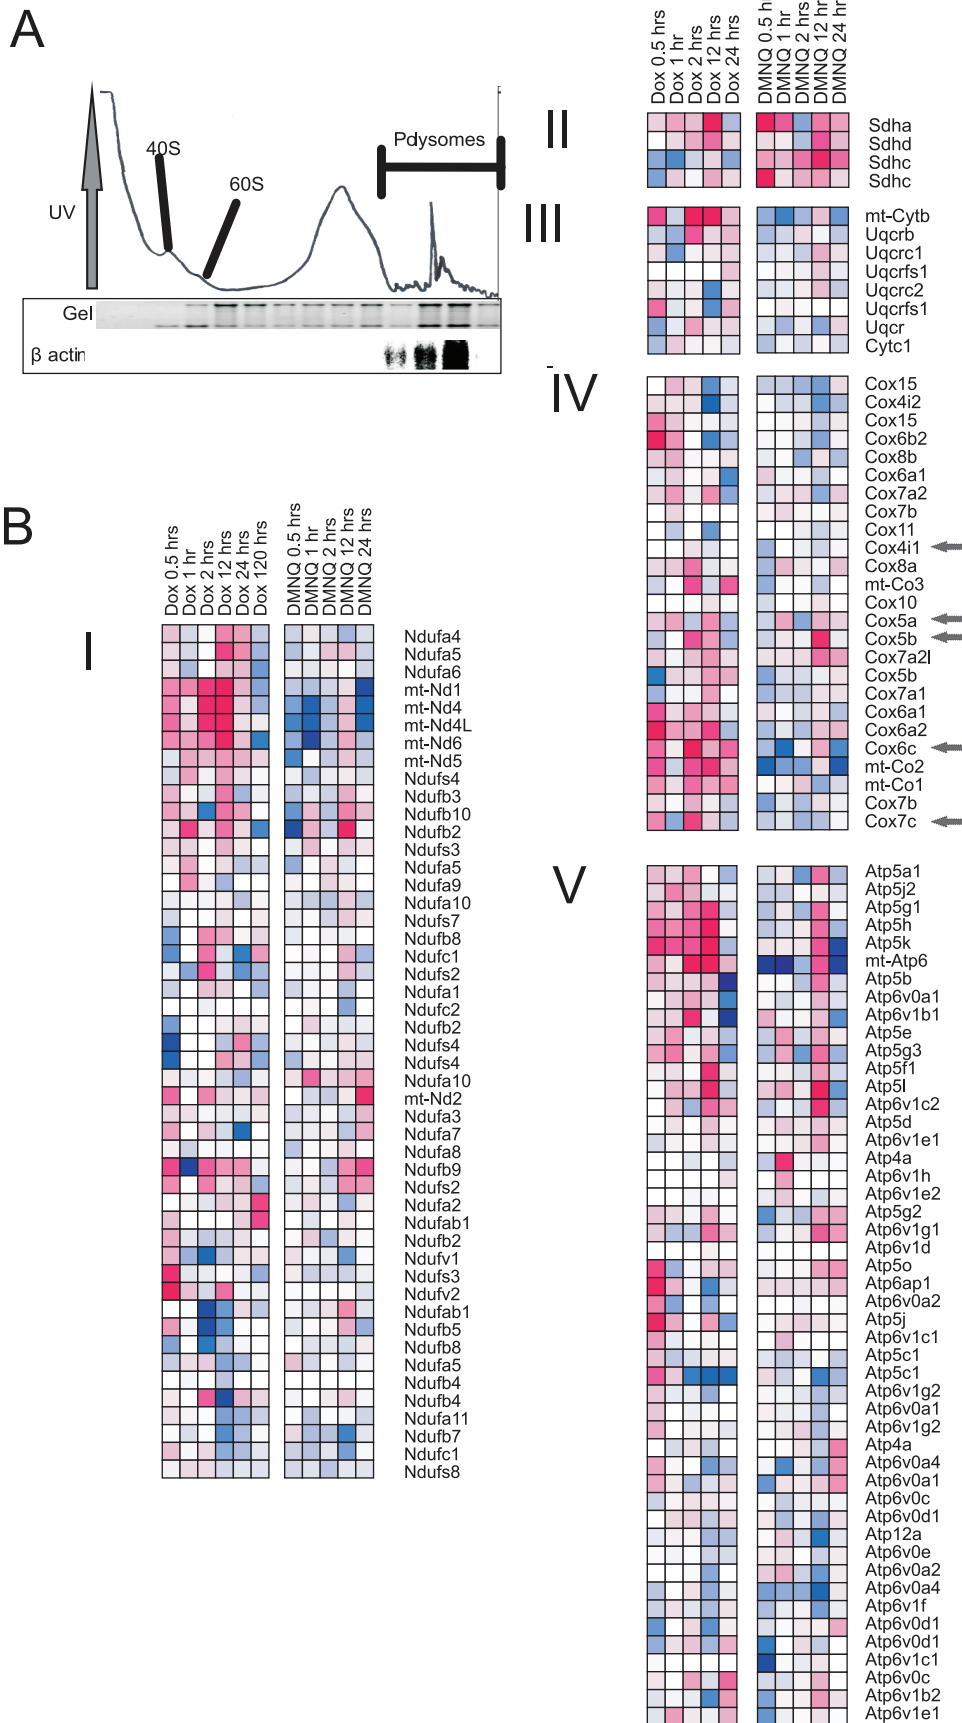 A
UV
40S
60S
Pdysomes
Gel
β actin
B
Dox 0.5 hrs
Dox 1 hr
Dox 2 hrs
Dox 12 hrs
Dox 24 hrs
Dox 120 hrs
DMNQ 0.5 hrs
DMNQ 1 hr
DMNQ 2 hrs
DMNQ 12 hrs
DMNQ 24 hrs
I
Ndufa4
Ndufa5
Ndufa6
mt-Nd1
mt-Nd4
mt-Nd4L
mt-Nd6
mt-Nd5
Ndufs4
Ndufb3
Ndufb10
Ndufb2
Ndufs3
Ndufa5
Ndufa9
Ndufa10
Ndufs7
Ndufb8
Ndufc1
Ndufs2
Ndufa1
Ndufc2
Ndufb2
Ndufs4
Ndufs4
Ndufa10
mt-Nd2
Ndufa3
Ndufa7
Ndufa8
Ndufb9
Ndufs2
Ndufa2
Ndufab1
Ndufb2
Ndufv1
Ndufs3
Ndufv2
Ndufab1
Ndufb5
Ndufb8
Ndufa5
Ndufb4
Ndufb4
Ndufa11
Ndufb7
Ndufc1
Ndufs8
Dox 0.5 hrs
Dox 1 hr
Dox 2 hrs
Dox 12 hrs
Dox 24 hrs
DMNQ 0.5 hr
DMNQ 1 hr
DMNQ 2 hrs
DMNQ 12 hr
DMNQ 24 hr
II
Sdha
Sdhd
Sdhc
Sdhc
III
mt-Cytb
Uqcrb
Uqcrc1
Uqcrfs1
Uqcrc2
Uqcrfs1
Uqcr
Cytc1
IV
Cox15
Cox4i2
Cox15
Cox6b2
Cox8b
Cox6a1
Cox7a2
Cox7b
Cox11
Cox4i1
Cox8a
mt-Co3
Cox10
Cox5a
Cox5b
Cox7a2l
Cox5b
Cox7a1
Cox6a1
Cox6a2
Cox6c
mt-Co2
mt-Co1
Cox7b
Cox7c
V
Atp5a1
Atp5j2
Atp5g1
Atp5h
Atp5k
mt-Atp6
Atp5b
Atp6v0a1
Atp6v1b1
Atp5e
Atp5g3
Atp5f1
Atp5l
Atp6v1c2
Atp5d
Atp6v1e1
Atp4a
Atp6v1h
Atp6v1e2
Atp5g2
Atp6v1g1
Atp6v1d
Atp5o
Atp6ap1
Atp6v0a2
Atp5j
Atp6v1c1
Atp5c1
Atp5c1
Atp6v1g2
Atp6v0a1
Atp6v1g2
Atp4a
Atp6v0a4
Atp6v0a1
Atp6v0c
Atp6v0d1
Atp12a
Atp6v0e
Atp6v0a2
Atp6v0a4
Atp6v1f
Atp6v0d1
Atp6v0d1
Atp6v1c1
Atp6v0c
Atp6v1b2
Atp6v1e1